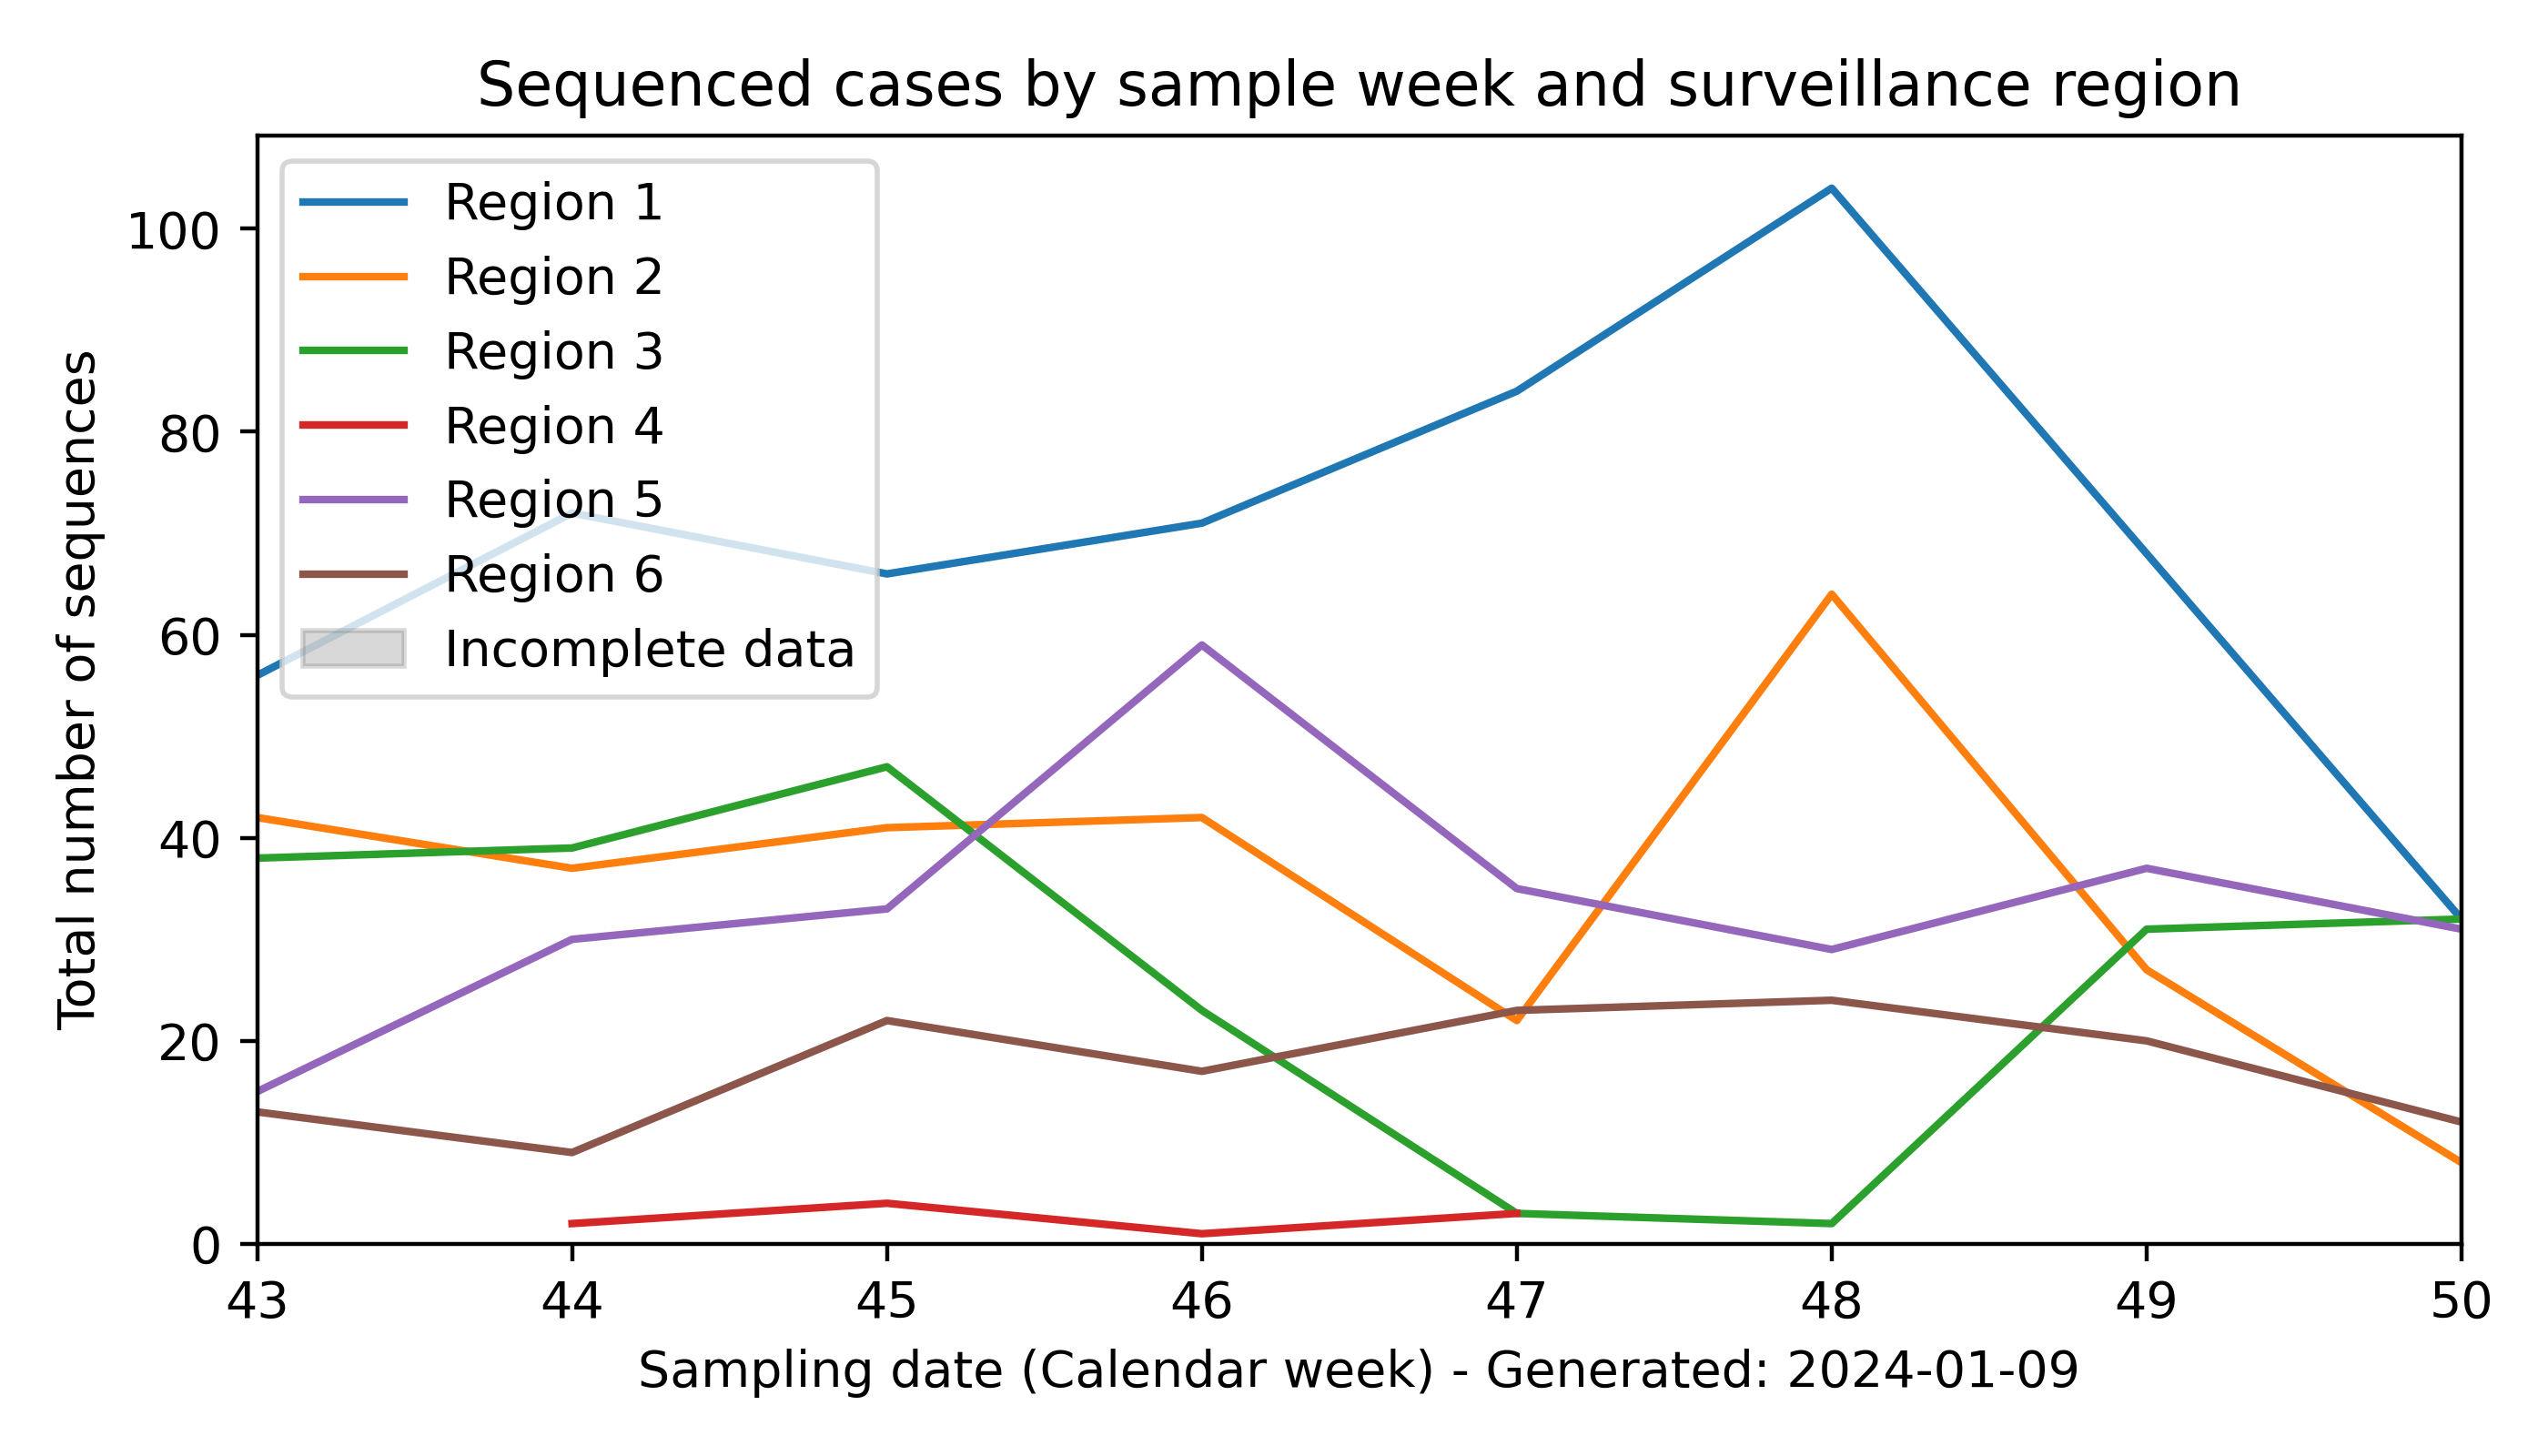 Sequenced cases by sample week and surveillance region
Region 1
Region 2
Region 3
Region 4
Region 5
Region 6
Incomplete data
Total number of sequences
100
80
60
40
20
0
43 44 45 46 47 48 49 50
Sampling date (Calendar week) - Generated: 2024-01-09